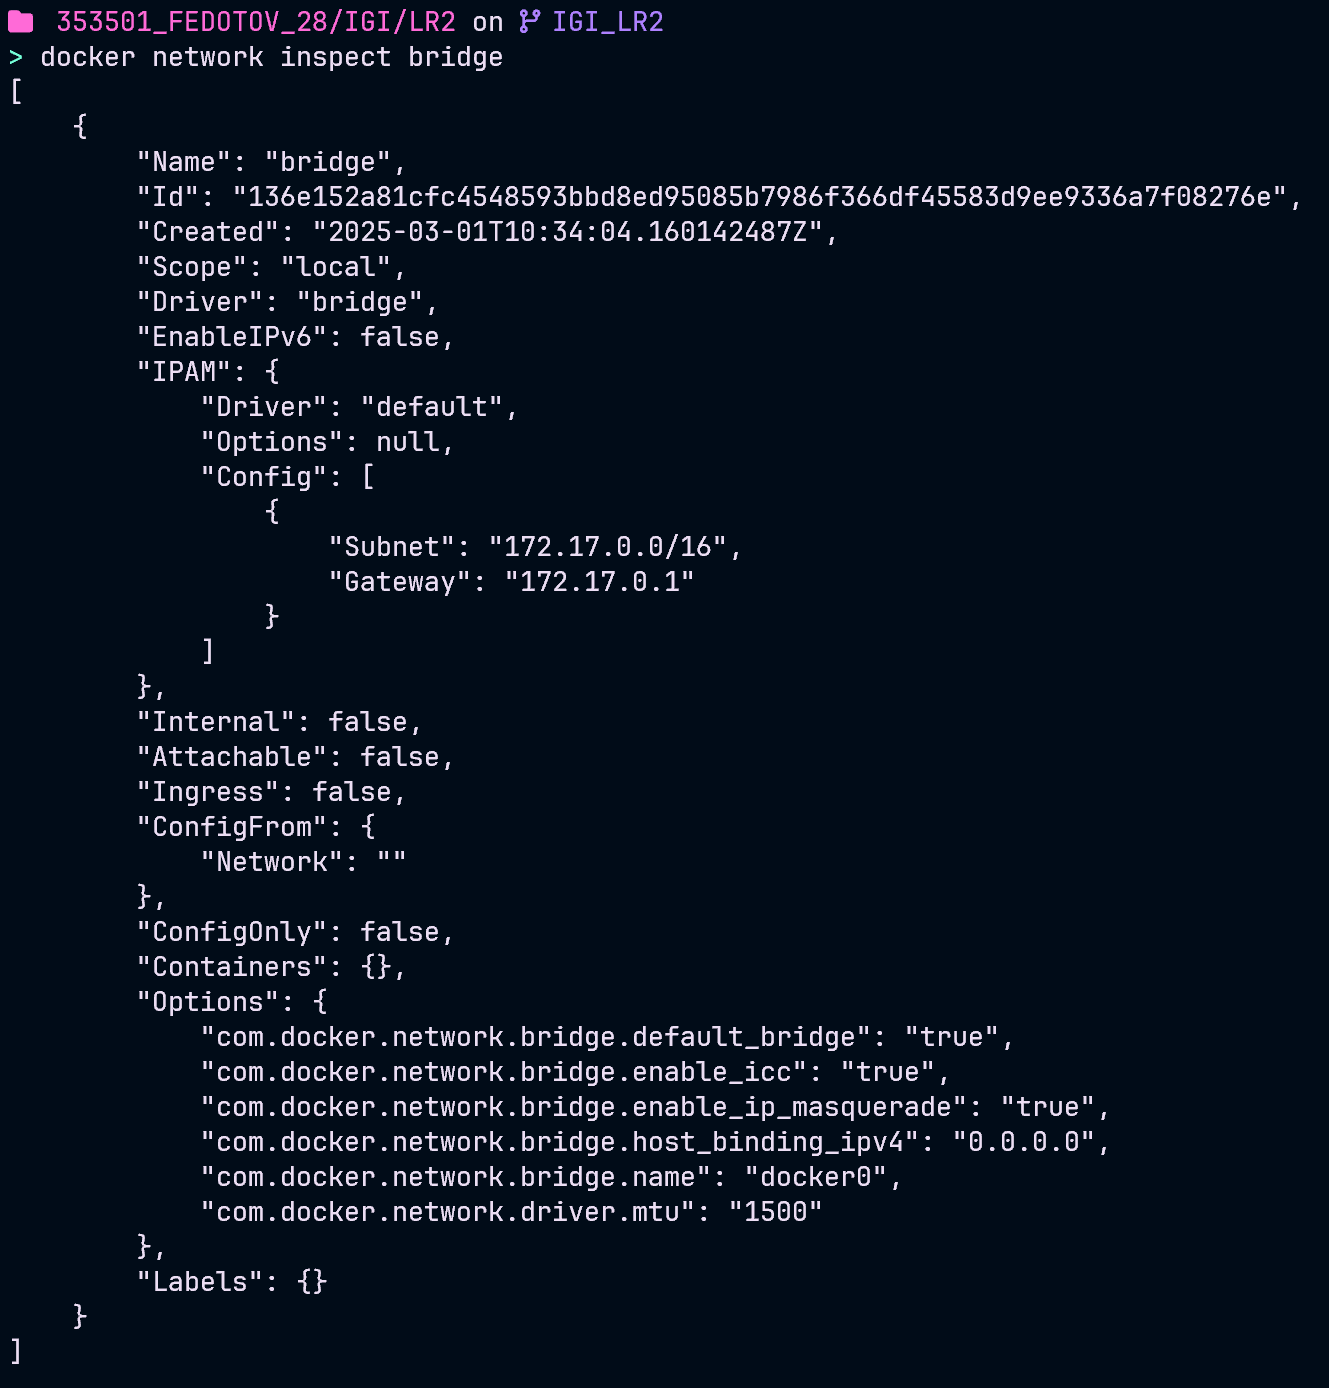 353501_FEDOTOV_28/IGI/LR2 on IGI_LR2
> docker network inspect bridge
[
    {
        "Name": "bridge",
        "Id": "136e152a81cfc4548593bbd8ed95085b7986f366df45583d9ee9336a7f08276e",
        "Created": "2025-03-01T10:34:04.160142487Z",
        "Scope": "local",
        "Driver": "bridge",
        "EnableIPv6": false,
        "IPAM": {
            "Driver": "default",
            "Options": null,
            "Config": [
                {
                    "Subnet": "172.17.0.0/16",
                    "Gateway": "172.17.0.1"
                }
            ]
        },
        "Internal": false,
        "Attachable": false,
        "Ingress": false,
        "ConfigFrom": {
            "Network": ""
        },
        "ConfigOnly": false,
        "Containers": {},
        "Options": {
            "com.docker.network.bridge.default_bridge": "true",
            "com.docker.network.bridge.enable_icc": "true",
            "com.docker.network.bridge.enable_ip_masquerade": "true",
            "com.docker.network.bridge.host_binding_ipv4": "0.0.0.0",
            "com.docker.network.bridge.name": "docker0",
            "com.docker.network.driver.mtu": "1500"
        },
        "Labels": {}
    }
]